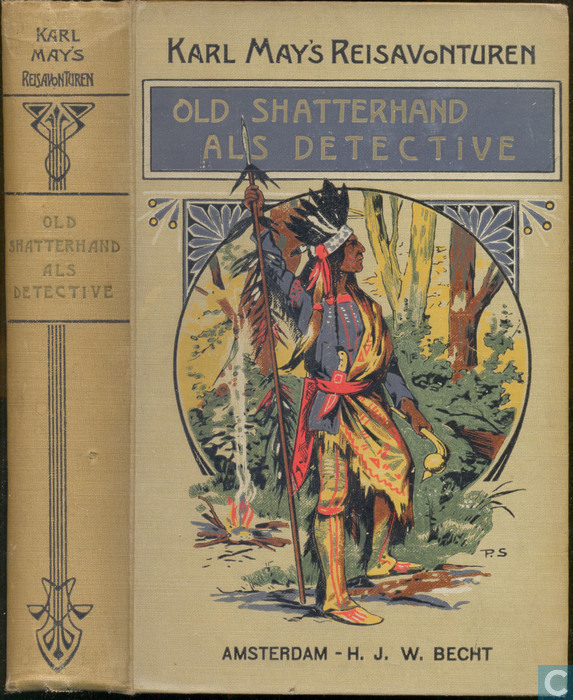 KARL
MAY'S
REISAVONTUREN
OLD
SHATTERHAND
ALS
DETECTIVE
KARL MAY'S REISAVONTUREN
OLD SHATTERHAND
ALS DETECTIVE
P.S
AMSTERDAM - H. J. W. BECHT
C